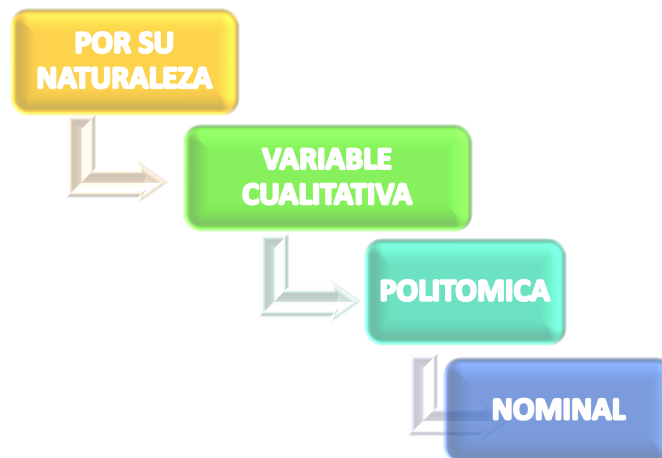 POR SU
NATURALEZA
VARIABLE
CUALITATIVA
POLITOMICA
NOMINAL